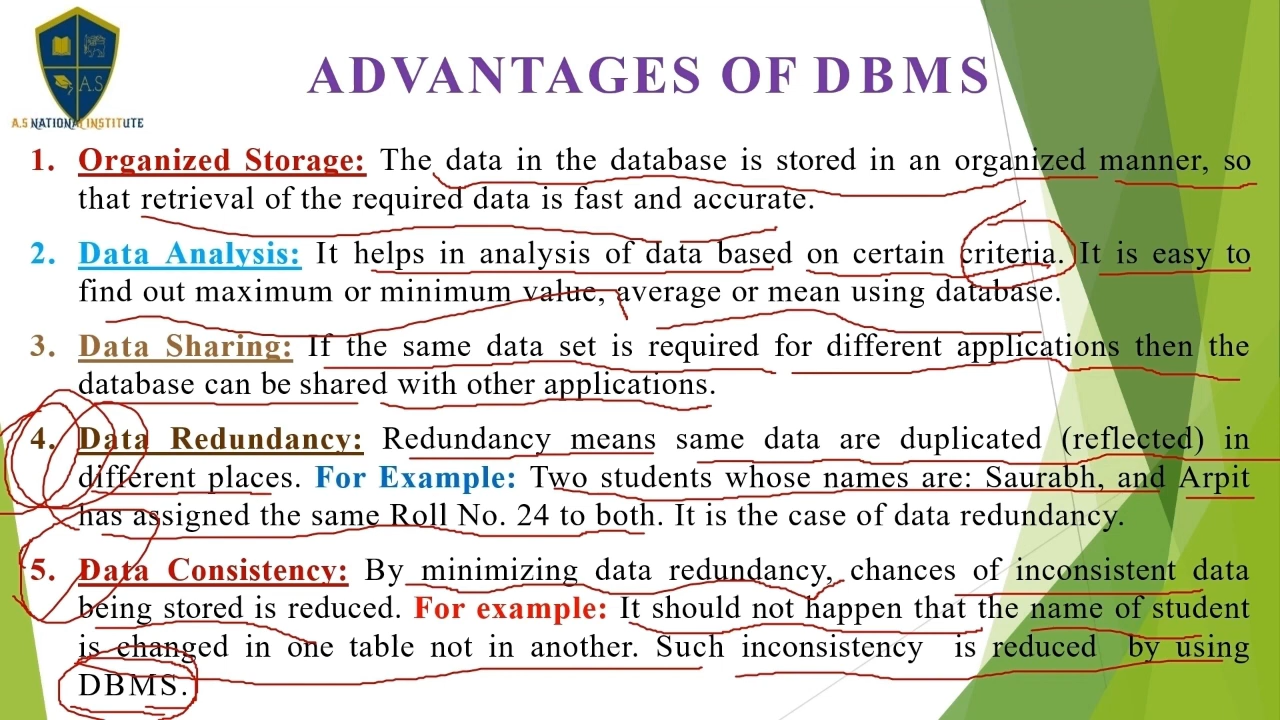 A.S
A.S NATIONAL INSTITUTE
ADVANTAGES OF DBMS
1. Organized Storage: The data in the database is stored in an organized manner, so
that retrieval of the required data is fast and accurate.
2. Data Analysis: It helps in analysis of data based on certain criteria. It is easy to
find out maximum or minimum value, average or mean using database.
3. Data Sharing: If the same data set is required for different applications then the
database can be shared with other applications.
4. Data Redundancy: Redundancy means same data are duplicated (reflected) in
different places. For Example: Two students whose names are: Saurabh, and Arpit
has assigned the same Roll No. 24 to both. It is the case of data redundancy.
5. Data Consistency: By minimizing data redundancy, chances of inconsistent data
being stored is reduced. For example: It should not happen that the name of student
is changed in one table not in another. Such inconsistency is reduced by using
DBMS.